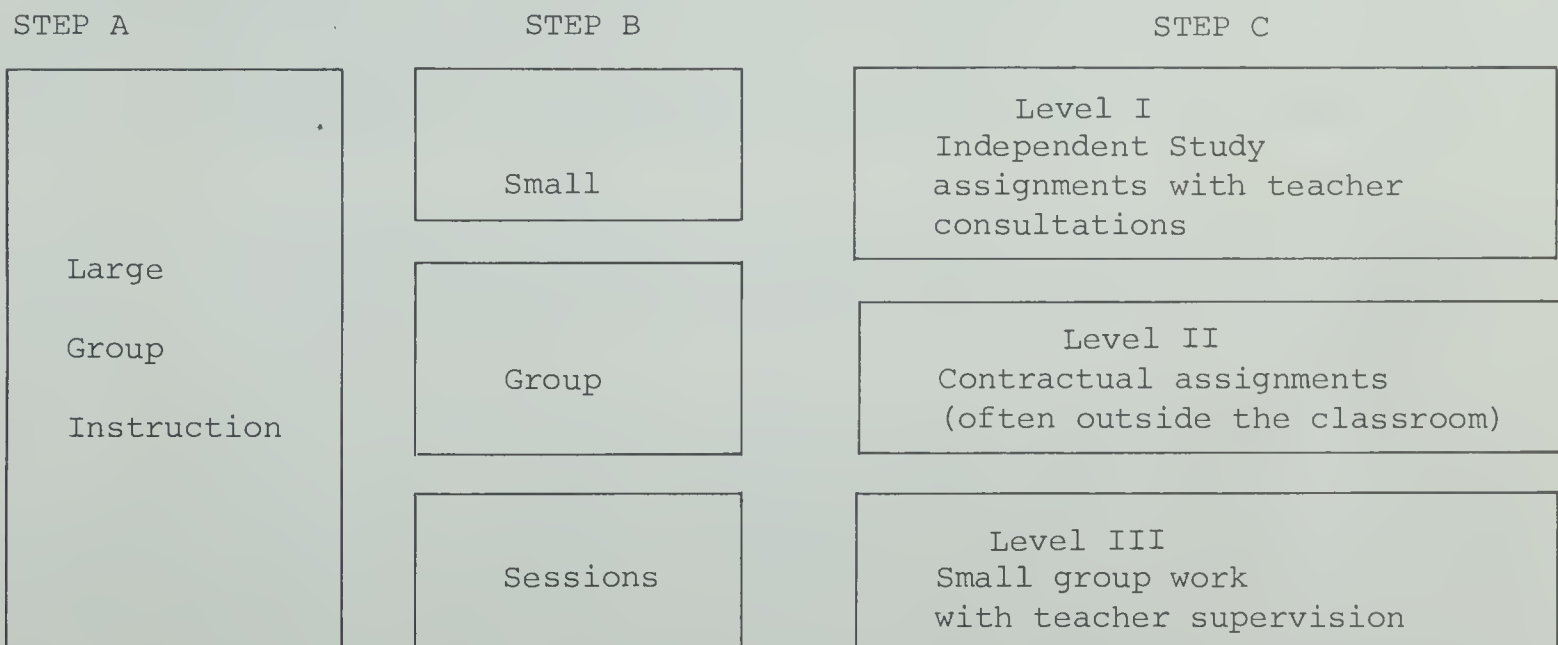 STEP A
Large
Group
Instruction
STEP B
Small
Group
Sessions
STEP C
Level I
Independent Study
assignments with teacher
consultations
Level II
Contractual assignments
(often outside the classroom)
Level III
Small group work
with teacher supervision